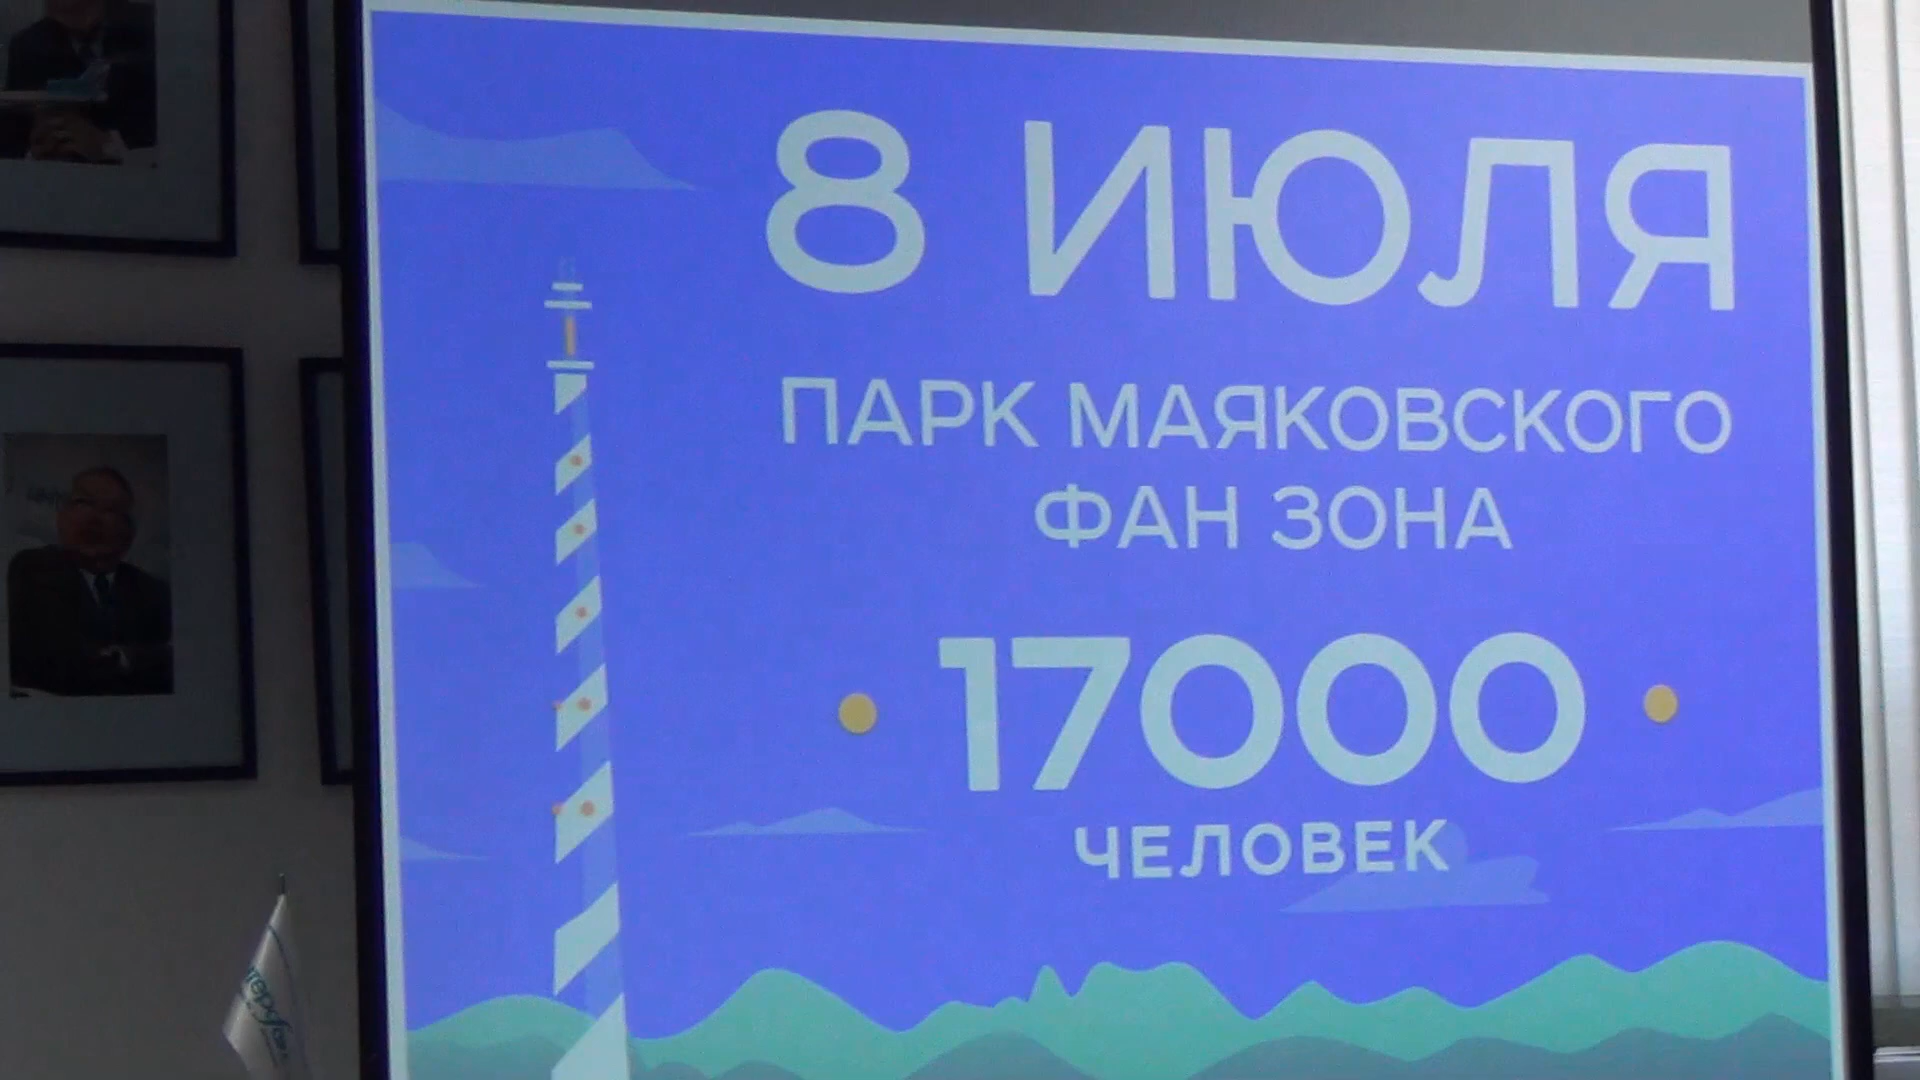 8 ИЮЛЯ
ПАРК МАЯКОВСКОГО
ФАН ЗОНА
17000
ЧЕЛОВЕК